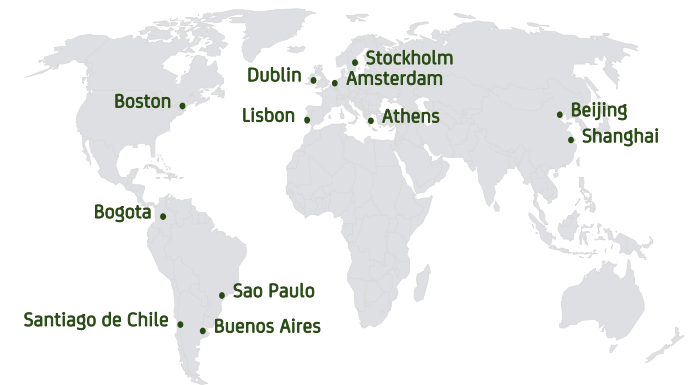 Stockholm
Dublin
Amsterdam
Boston
Lisbon
Athens
Beijing
Shanghai
Bogota
Sao Paulo
Santiago de Chile
Buenos Aires